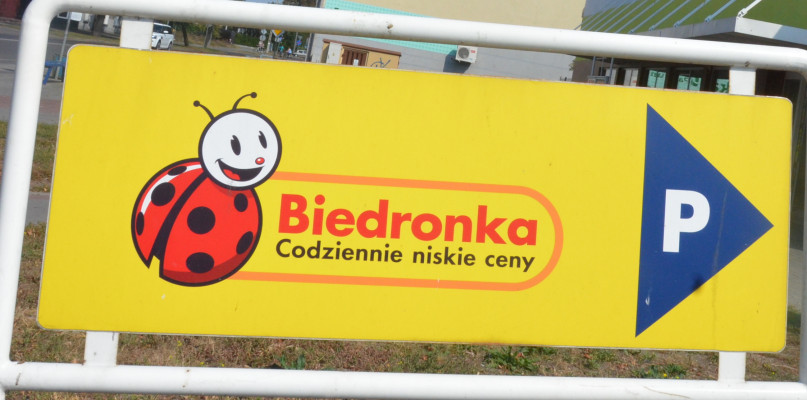 Biedronka
Codziennie niskie ceny
P